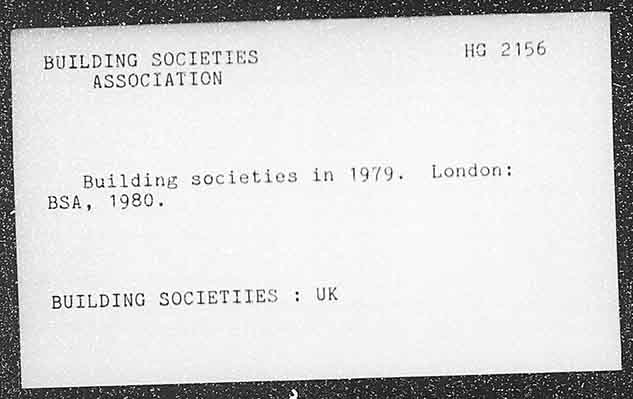 BUILDING SOCIETIES HG 2156
ASSOCIATION
Building societies in 1979. London:
BSA, 1980.
BUILDING SOCIETIIES : UK